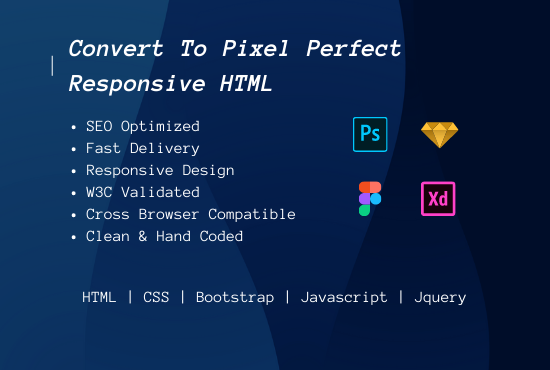 Convert To Pixel Perfect
Responsive HTML
• SEO Optimized
• Fast Delivery
• Responsive Design
• W3C Validated
• Cross Browser Compatible
• Clean & Hand Coded
Ps
Xd
HTML | CSS | Bootstrap | Javascript | Jquery